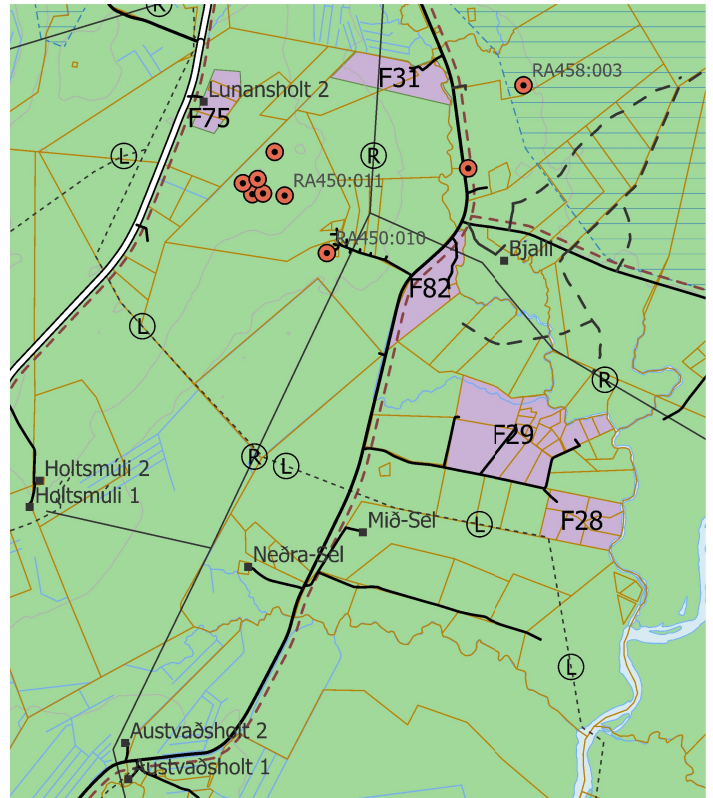 R
RA458:003
F31
Lunansholt 2
F75
L
R
RA450:011
RA450:010
Bjalli
F82
L
R
F29
R
L
Holtsmúli 2
Holtsmúli 1
F28
Mið-Sel
L
Neðra-Sel
L
Austvaðsholt 2
Austvaðsholt 1